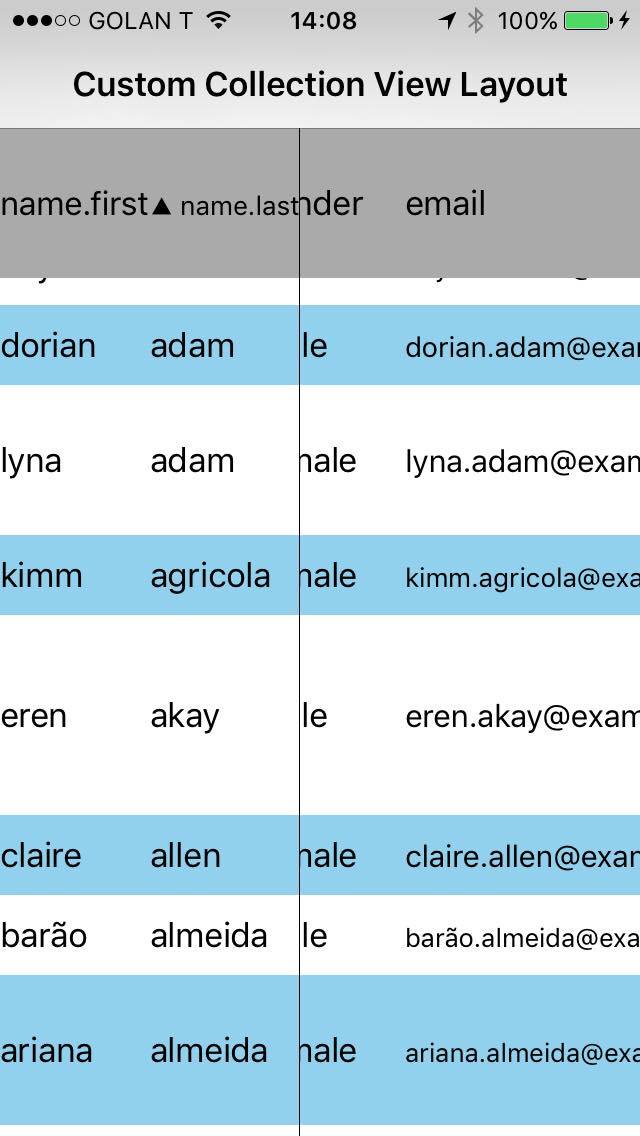 GOLAN T 14:08 100%
Custom Collection View Layout
name.first▲ name.last nder email
dorian adam le dorian.adam@exa
lyna adam nale lyna.adam@exam
kimm agricola nale kimm.agricola@exa
eren akay le eren.akay@exam
claire allen nale claire.allen@exa
barão almeida le barão.almeida@exa
ariana almeida nale ariana.almeida@exa